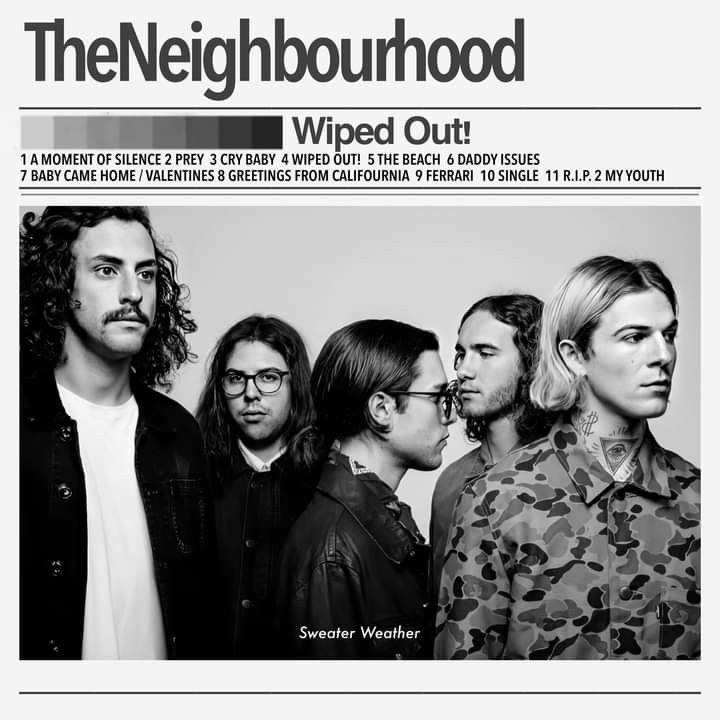 TheNeighbourhood
Wiped Out!
1 A MOMENT OF SILENCE 2 PREY 3 CRY BABY 4 WIPED OUT! 5 THE BEACH 6 DADDY ISSUES
7 BABY CAME HOME / VALENTINES 8 GREETINGS FROM CALIFOURNIA 9 FERRARI 10 SINGLE 11 R.I.P. 2 MY YOUTH
Sweater Weather